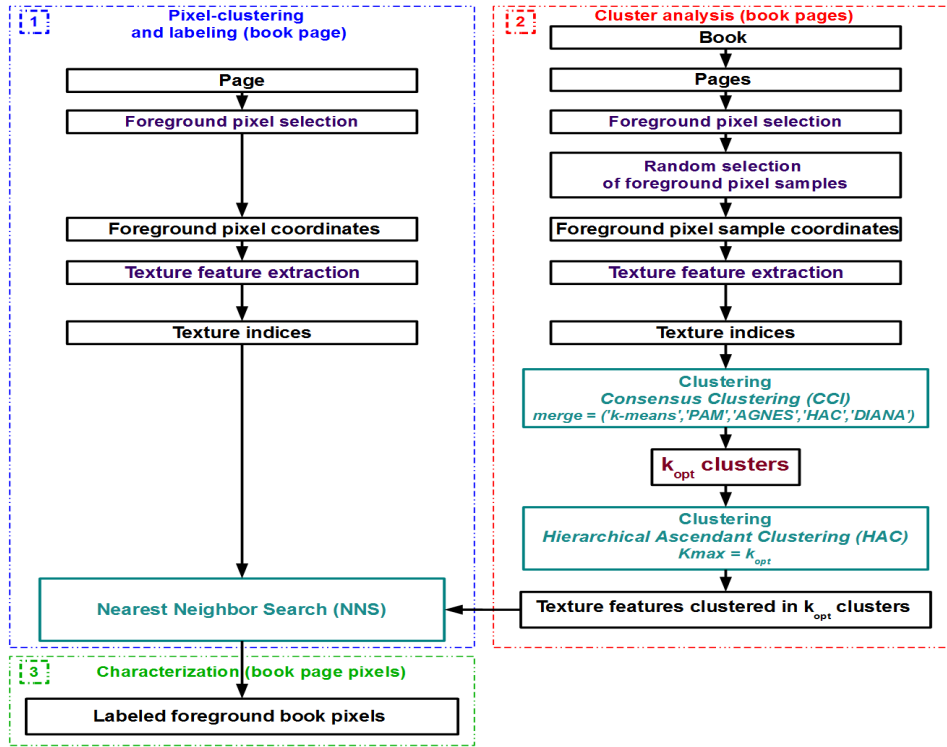 1
Pixel-clustering
and labeling (book page)
Page
Foreground pixel selection
Foreground pixel coordinates
Texture feature extraction
Texture indices
Nearest Neighbor Search (NNS)
2
Cluster analysis (book pages)
Book
Pages
Foreground pixel selection
Random selection
of foreground pixel samples
Foreground pixel sample coordinates
Texture feature extraction
Texture indices
Clustering
Consensus Clustering (CCI)
merge = ('k-means','PAM','AGNES','HAC','DIANA')
kopt clusters
Clustering
Hierarchical Ascendant Clustering (HAC)
Kmax = kopt
Texture features clustered in kopt clusters
3
Characterization (book page pixels)
Labeled foreground book pixels